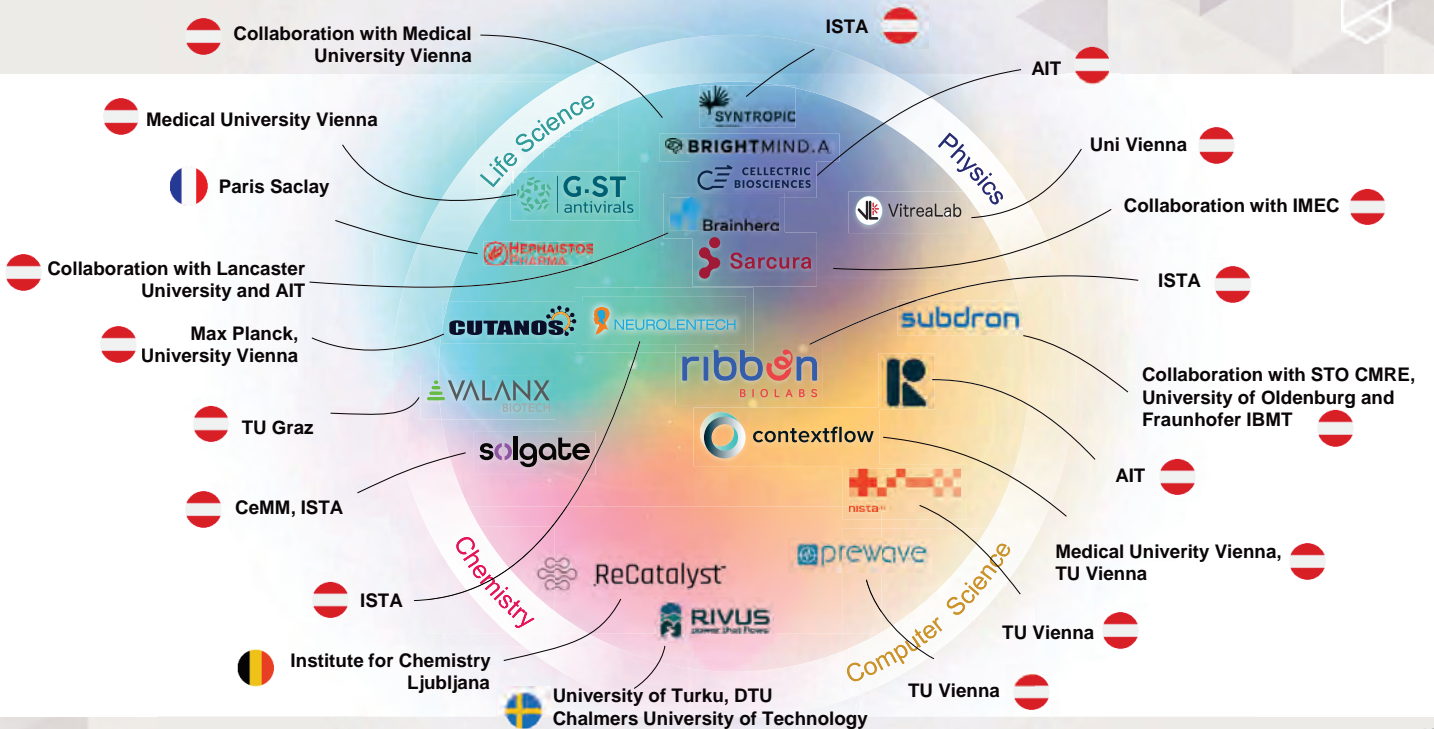 Collaboration with Medical
University Vienna
ISTA
AIT
Life Science
SYNTROPIC
Medical University Vienna
BRIGHTMIND.A
Physics
Uni Vienna
CELLECTRIC
BIOSCIENCES
Paris Saclay
G.ST
antivirals
VitreaLab
Collaboration with IMEC
Brainherc
HEPHAISTOS
PHARMA
Sarcura
Collaboration with Lancaster
University and AIT
ISTA
CUTANOS
NEUROLENTECH
subdron
Max Planck,
University Vienna
ribbon
BIOLABS
R
Collaboration with STO CMRE,
University of Oldenburg and
Fraunhofer IBMT
VALANX
BIOTECH
TU Graz
contextflow
solgate
AIT
nista
CeMM, ISTA
prewave
Medical Univerity Vienna,
TU Vienna
Chemistry
ReCatalyst
Computer Science
ISTA
RIVUS
power that flows
TU Vienna
Institute for Chemistry
Ljubljana
TU Vienna
University of Turku, DTU
Chalmers University of Technology